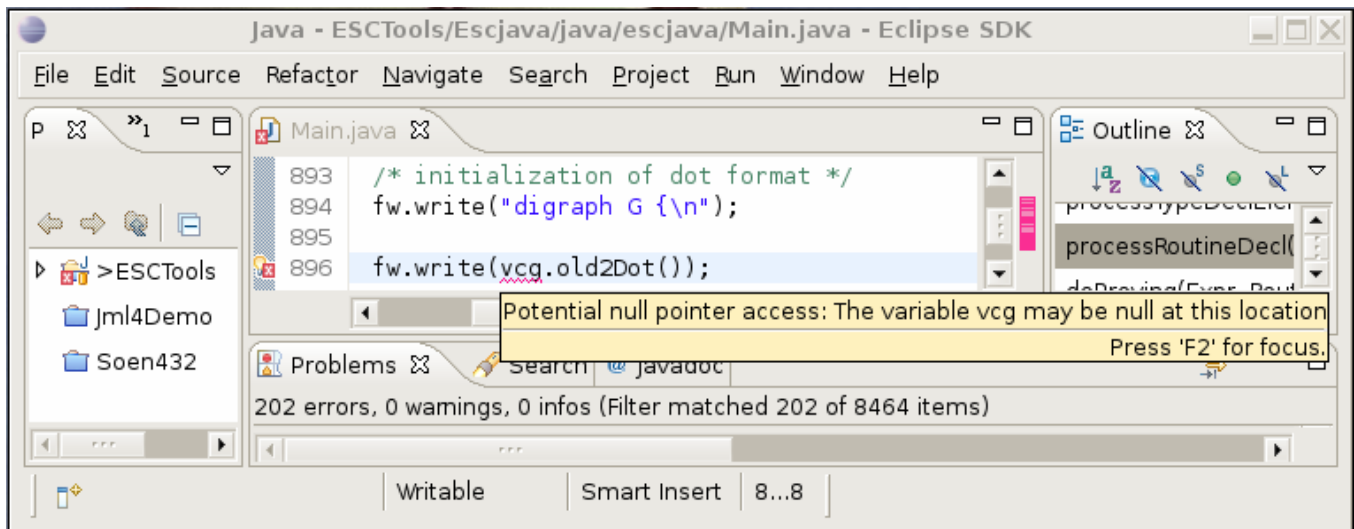 Java - ESCTools/Escjava/java/escjava/Main.java - Eclipse SDK
File Edit Source Refactor Navigate Search Project Run Window Help
P »1
Main.java
Outline
893 /* initialization of dot format */
894 fw.write("digraph G {\n");
895
896 fw.write(vcg.old2Dot());
processRoutineDecl(
>ESCTools
Jml4Demo
Soen432
Potential null pointer access: The variable vcg may be null at this location
Press 'F2' for focus.
Problems Search @ Javadoc
202 errors, 0 warnings, 0 infos (Filter matched 202 of 8464 items)
Writable Smart Insert 8...8